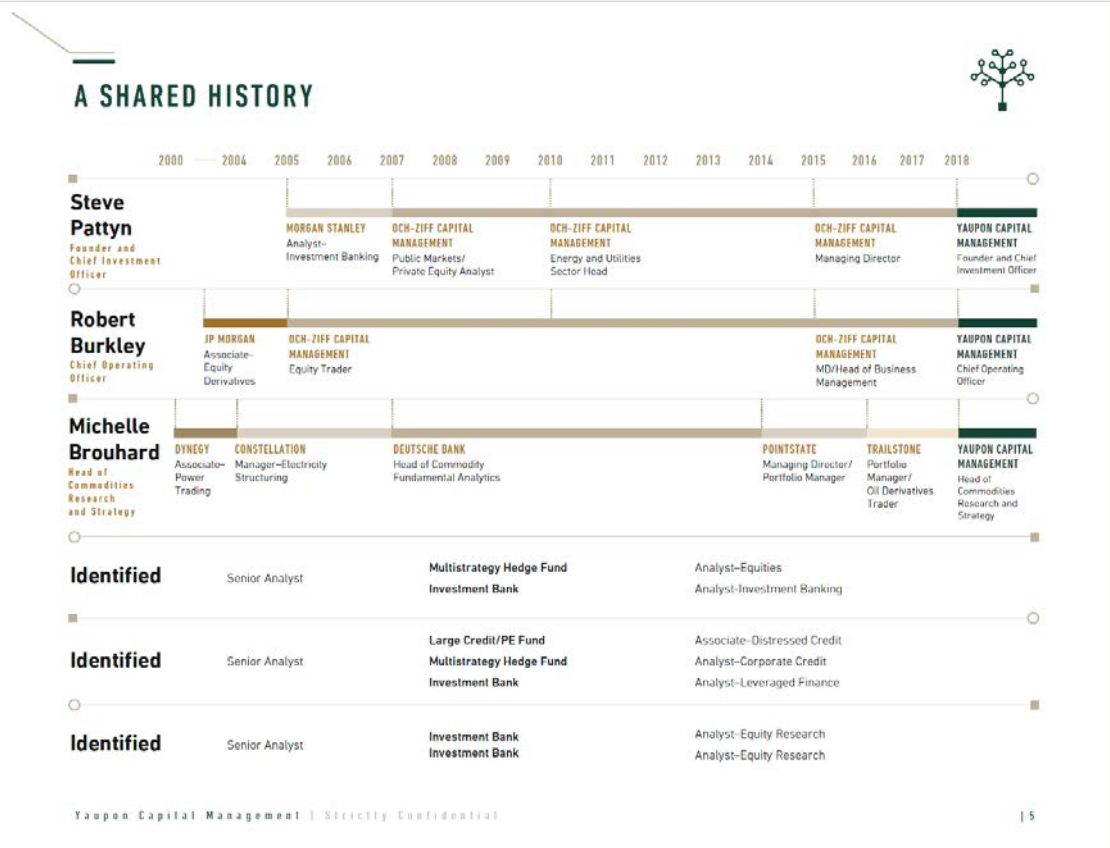 A SHARED HISTORY
2000 2004 2005 2006 2007 2008 2009 2010 2011 2012 2013 2014 2015 2016 2017 2018
Steve
Pattyn
Founder and
Chief Investment
Officer
MORGAN STANLEY
Analyst–
Investment Banking
OCH-ZIFF CAPITAL
MANAGEMENT
Public Markets/
Private Equity Analyst
OCH-ZIFF CAPITAL
MANAGEMENT
Energy and Utilities
Sector Head
OCH-ZIFF CAPITAL
MANAGEMENT
Managing Director
YAUPON CAPITAL
MANAGEMENT
Founder and Chief
Investment Officer
Robert
Burkley
Chief Operating
Officer
JP MORGAN
Associate–
Equity
Derivatives
OCH-ZIFF CAPITAL
MANAGEMENT
Equity Trader
OCH-ZIFF CAPITAL
MANAGEMENT
MD/Head of Business
Management
YAUPON CAPITAL
MANAGEMENT
Chief Operating
Officer
Michelle
Brouhard
Head of
Commodities
Research
and Strategy
DYNEGY
Associate–
Power
Trading
CONSTELLATION
Manager–Electricity
Structuring
DEUTSCHE BANK
Head of Commodity
Fundamental Analytics
POINTSTATE
Managing Director/
Portfolio Manager
TRAILSTONE
Portfolio
Manager/
Oil Derivatives
Trader
YAUPON CAPITAL
MANAGEMENT
Head of
Commodities
Research and
Strategy
Identified
Senior Analyst
Multistrategy Hedge Fund
Investment Bank
Analyst–Equities
Analyst-Investment Banking
Identified
Senior Analyst
Large Credit/PE Fund
Multistrategy Hedge Fund
Investment Bank
Associate–Distressed Credit
Analyst–Corporate Credit
Analyst–Leveraged Finance
Identified
Senior Analyst
Investment Bank
Investment Bank
Analyst–Equity Research
Analyst–Equity Research
Yaupon Capital Management | Strictly Confidential
| 5